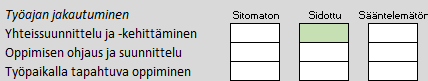 Työajan jakautuminen Sitomaton Sidottu Sääntelemätön
Yhteissuunnittelu ja -kehittäminen
Oppimisen ohjaus ja suunnittelu
Työpaikalla tapahtuva oppiminen